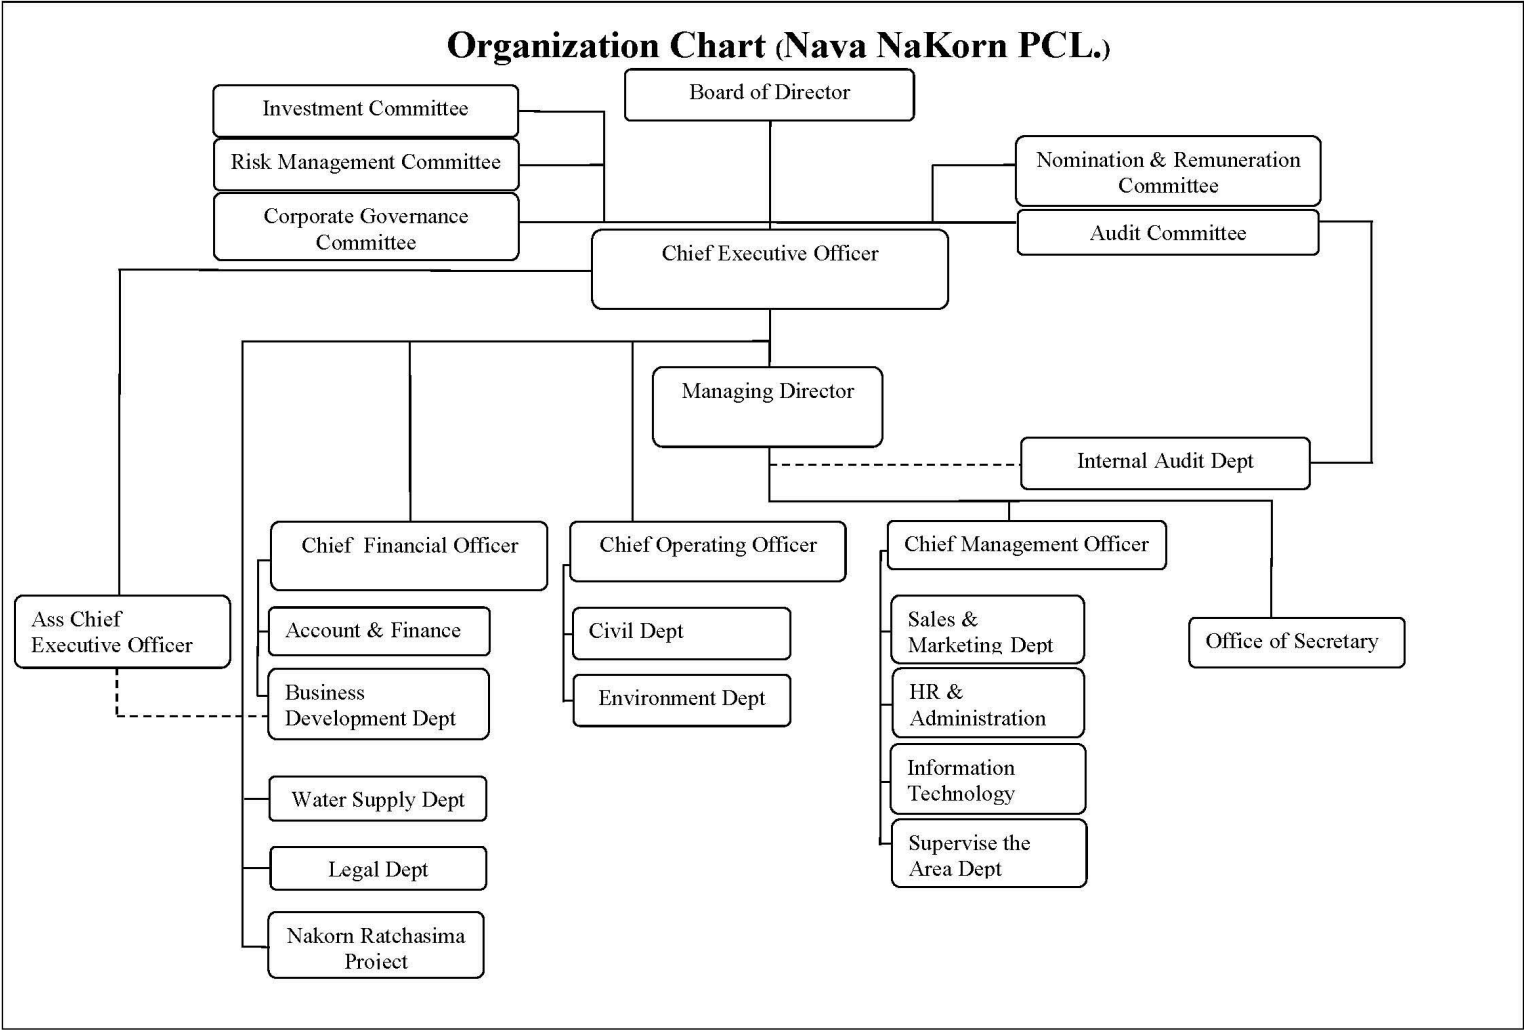 Organization Chart (Nava NaKorn PCL.)
Board of Director
Investment Committee
Risk Management Committee
Corporate Governance
Committee
Nomination & Remuneration
Committee
Audit Committee
Chief Executive Officer
Managing Director
Internal Audit Dept
Chief Financial Officer
Chief Operating Officer
Chief Management Officer
Ass Chief
Executive Officer
Account & Finance
Business
Development Dept
Water Supply Dept
Legal Dept
Nakorn Ratchasima
Project
Civil Dept
Environment Dept
Sales &
Marketing Dept
HR &
Administration
Information
Technology
Supervise the
Area Dept
Office of Secretary